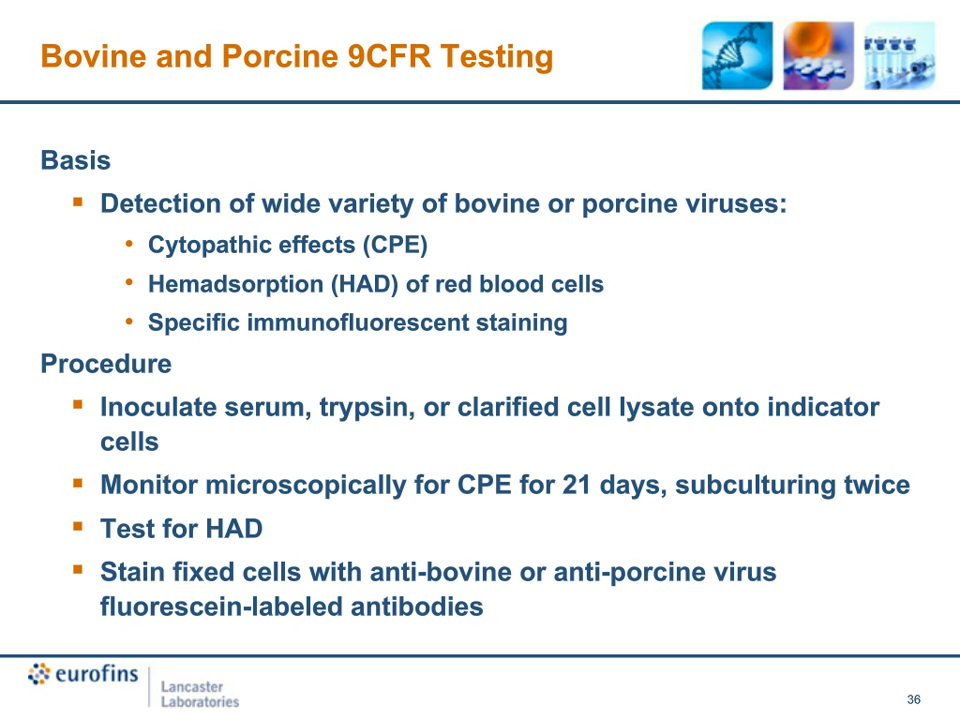 Bovine and Porcine 9CFR Testing
Basis
▪ Detection of wide variety of bovine or porcine viruses:
• Cytopathic effects (CPE)
• Hemadsorption (HAD) of red blood cells
• Specific immunofluorescent staining
Procedure
▪ Inoculate serum, trypsin, or clarified cell lysate onto indicator
cells
▪ Monitor microscopically for CPE for 21 days, subculturing twice
▪ Test for HAD
▪ Stain fixed cells with anti-bovine or anti-porcine virus
fluorescein-labeled antibodies
eurofins
Lancaster
Laboratories
36